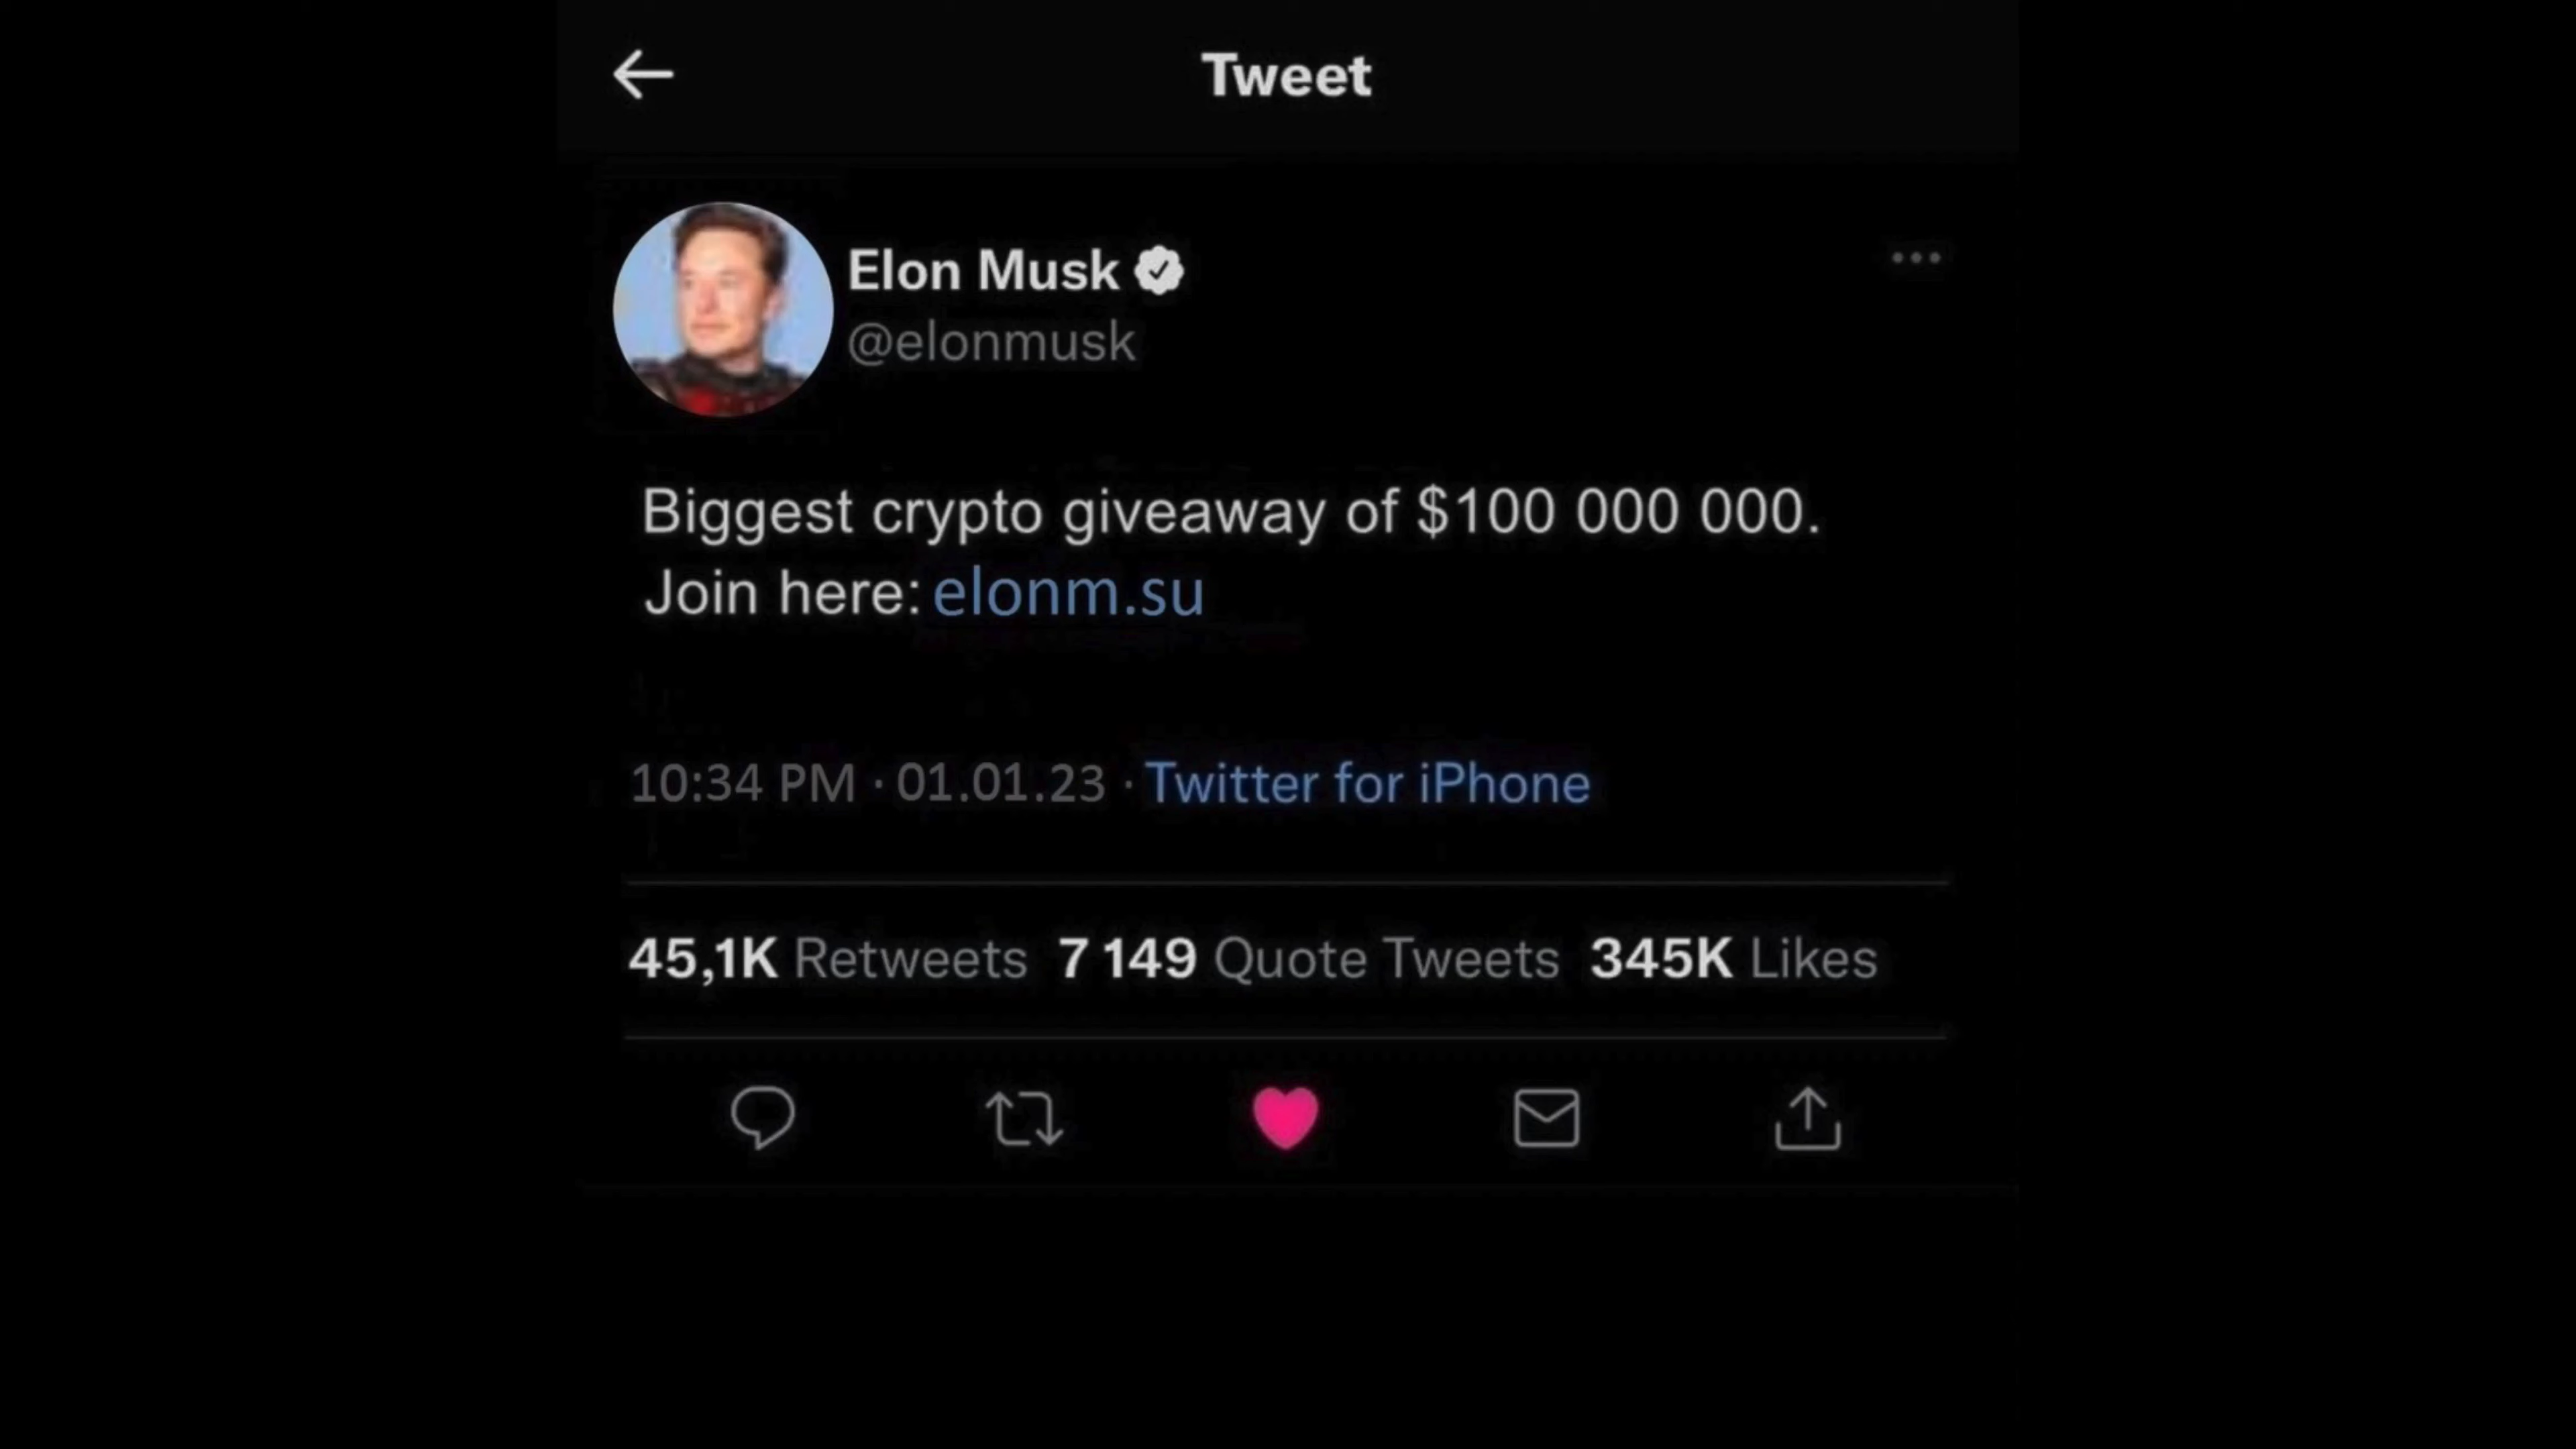 Tweet
Elon Musk
@elonmusk
Biggest crypto giveaway of $100 000 000.
Join here: elonm.su
10:34 PM · 01.01.23 · Twitter for iPhone
45,1K Retweets 7 149 Quote Tweets 345K Likes